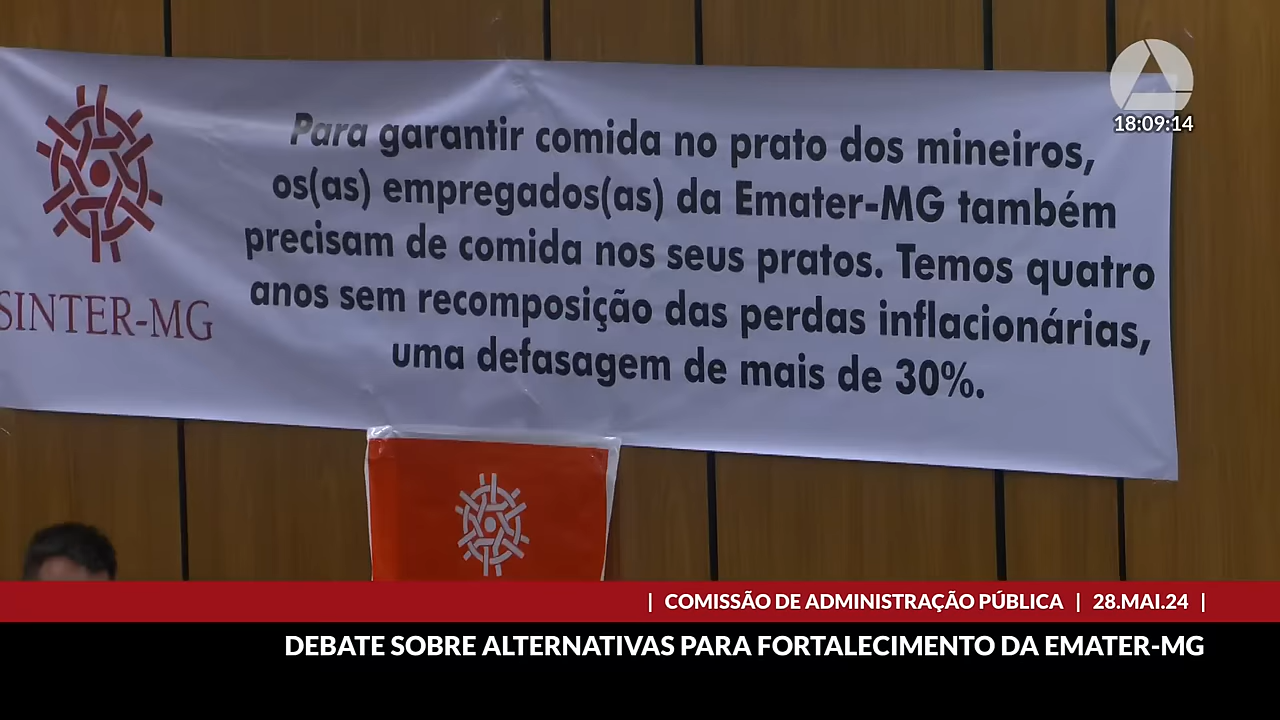 18:09:14
Para garantir comida no prato dos mineiros,
os(as) empregados(as) da Emater-MG também
precisam de comida nos seus pratos. Temos quatro
anos sem recomposição das perdas inflacionárias,
uma defasagem de mais de 30%.
SINTER-MG
| COMISSÃO DE ADMINISTRAÇÃO PÚBLICA | 28.MAI.24 |
DEBATE SOBRE ALTERNATIVAS PARA FORTALECIMENTO DA EMATER-MG